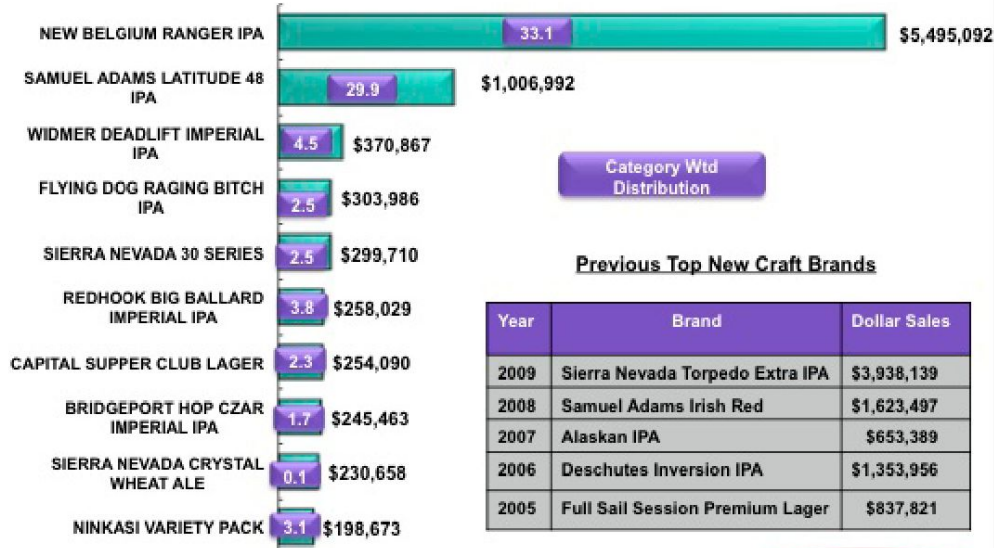 NEW BELGIUM RANGER IPA
33.1
$5,495,092
SAMUEL ADAMS LATITUDE 48
IPA
29.9
$1,006,992
WIDMER DEADLIFT IMPERIAL
IPA
4.5
$370,867
FLYING DOG RAGING BITCH
IPA
2.5
$303,986
SIERRA NEVADA 30 SERIES
2.5
$299,710
REDHOOK BIG BALLARD
IMPERIAL IPA
3.8
$258,029
CAPITAL SUPPER CLUB LAGER
2.3
$254,090
BRIDGEPORT HOP CZAR
IMPERIAL IPA
1.7
$245,463
SIERRA NEVADA CRYSTAL
WHEAT ALE
0.1
$230,658
NINKASI VARIETY PACK
3.1
$198,673
Category Wtd
Distribution
Previous Top New Craft Brands
Year Brand Dollar Sales
2009 Sierra Nevada Torpedo Extra IPA $3,938,139
2008 Samuel Adams Irish Red $1,623,497
2007 Alaskan IPA $653,389
2006 Deschutes Inversion IPA $1,353,956
2005 Full Sail Session Premium Lager $837,821